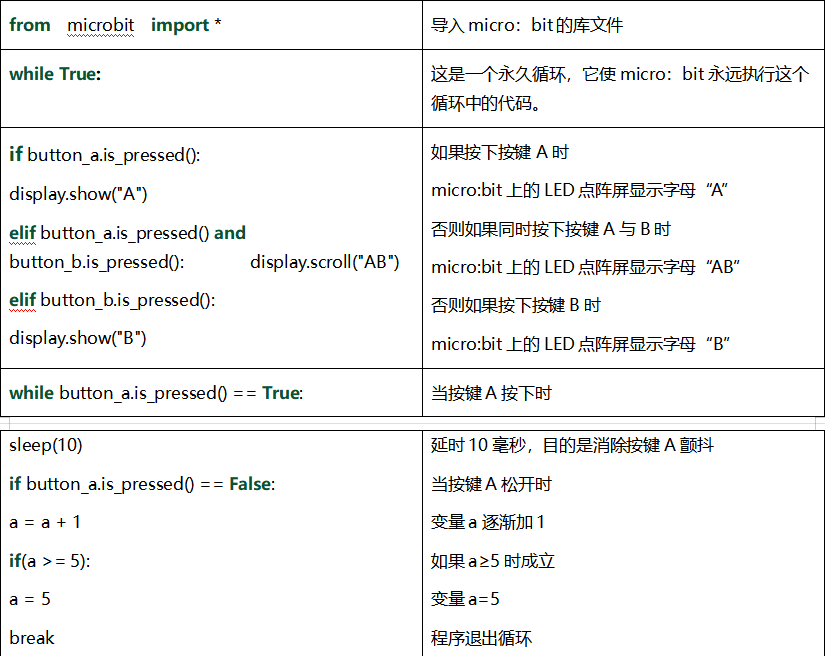 from microbit import *
导入 micro：bit 的库文件
while True:
这是一个永久循环，它使 micro：bit 永远执行这个
循环中的代码。
if button_a.is_pressed():
display.show("A")
elif button_a.is_pressed() and
button_b.is_pressed(): display.scroll("AB")
elif button_b.is_pressed():
display.show("B")
如果按下按键 A 时
micro:bit 上的 LED 点阵屏显示字母“A”
否则如果同时按下按键 A 与 B 时
micro:bit 上的 LED 点阵屏显示字母“AB”
否则如果按下按键 B 时
micro:bit 上的 LED 点阵屏显示字母“B”
while button_a.is_pressed() == True:
当按键 A 按下时
sleep(10)
if button_a.is_pressed() == False:
a = a + 1
if(a >= 5):
a = 5
break
延时 10 毫秒，目的是消除按键 A 颤抖
当按键 A 松开时
变量 a 逐渐加 1
如果 a≥5 时成立
变量 a=5
程序退出循环